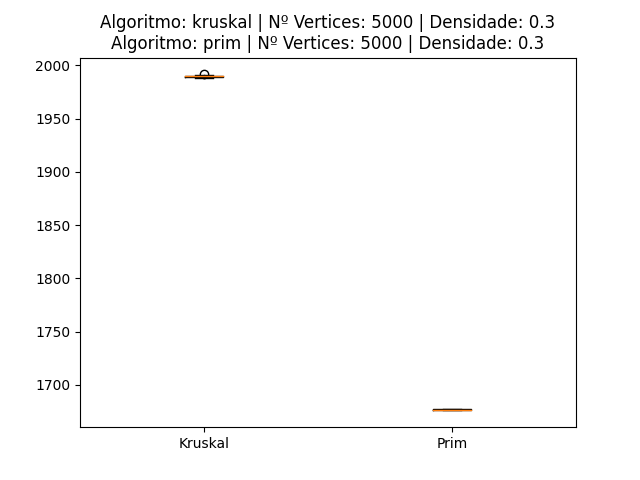 Algoritmo: kruskal | Nº Vertices: 5000 | Densidade: 0.3
Algoritmo: prim | Nº Vertices: 5000 | Densidade: 0.3
2000
1950
1900
1850
1800
1750
1700
Kruskal
Prim